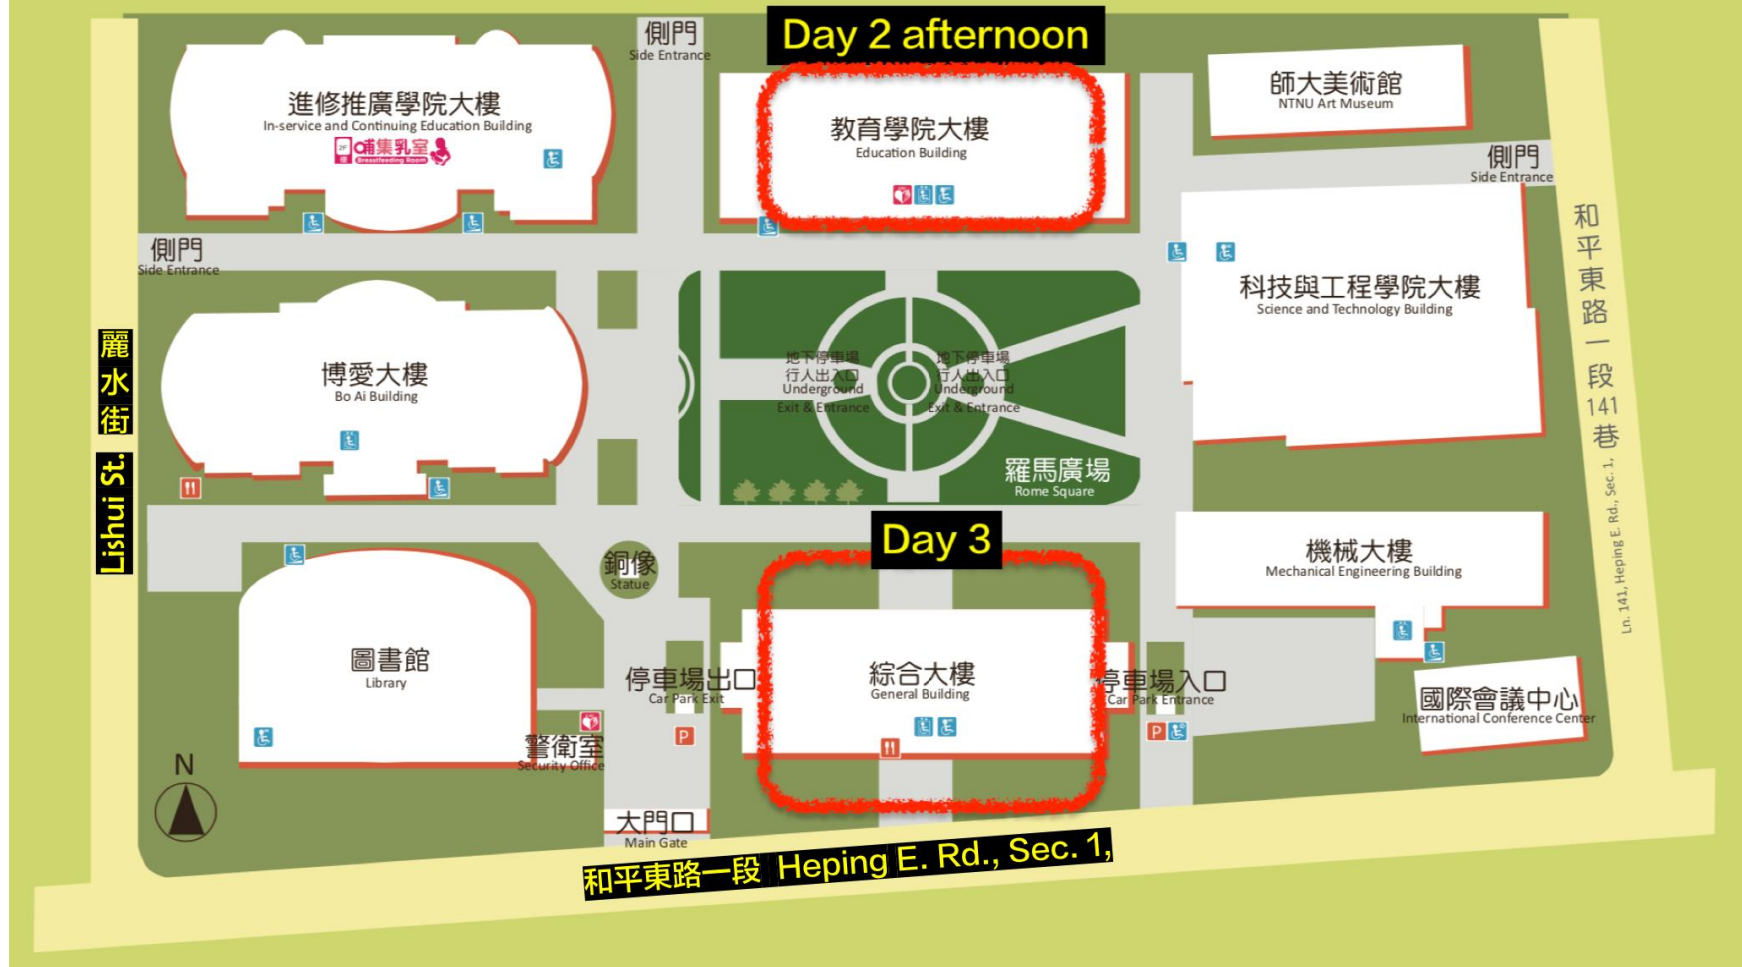 側門
Side Entrance
Day 2 afternoon
進修推廣學院大樓
In-service and Continuing Education Building
2F
哺集乳室
Breastfeeding Room
教育學院大樓
Education Building
師大美術館
NTNU Art Museum
側門
Side Entrance
側門
Side Entrance
科技與工程學院大樓
Science and Technology Building
和平東路一段141巷
Ln. 141, Heping E. Rd., Sec. 1,
麗水街 Lishui St.
博愛大樓
Bo Ai Building
地下停車場
行人出入口
Underground
Exit & Entrance
地下停車場
行人出入口
Underground
Exit & Entrance
羅馬廣場
Rome Square
Day 3
銅像
Statue
機械大樓
Mechanical Engineering Building
圖書館
Library
停車場出口
Car Park Exit
P
綜合大樓
General Building
停車場入口
Car Park Entrance
P
國際會議中心
International Conference Center
警衛室
Security Office
N
大門口
Main Gate
和平東路一段 Heping E. Rd., Sec. 1,